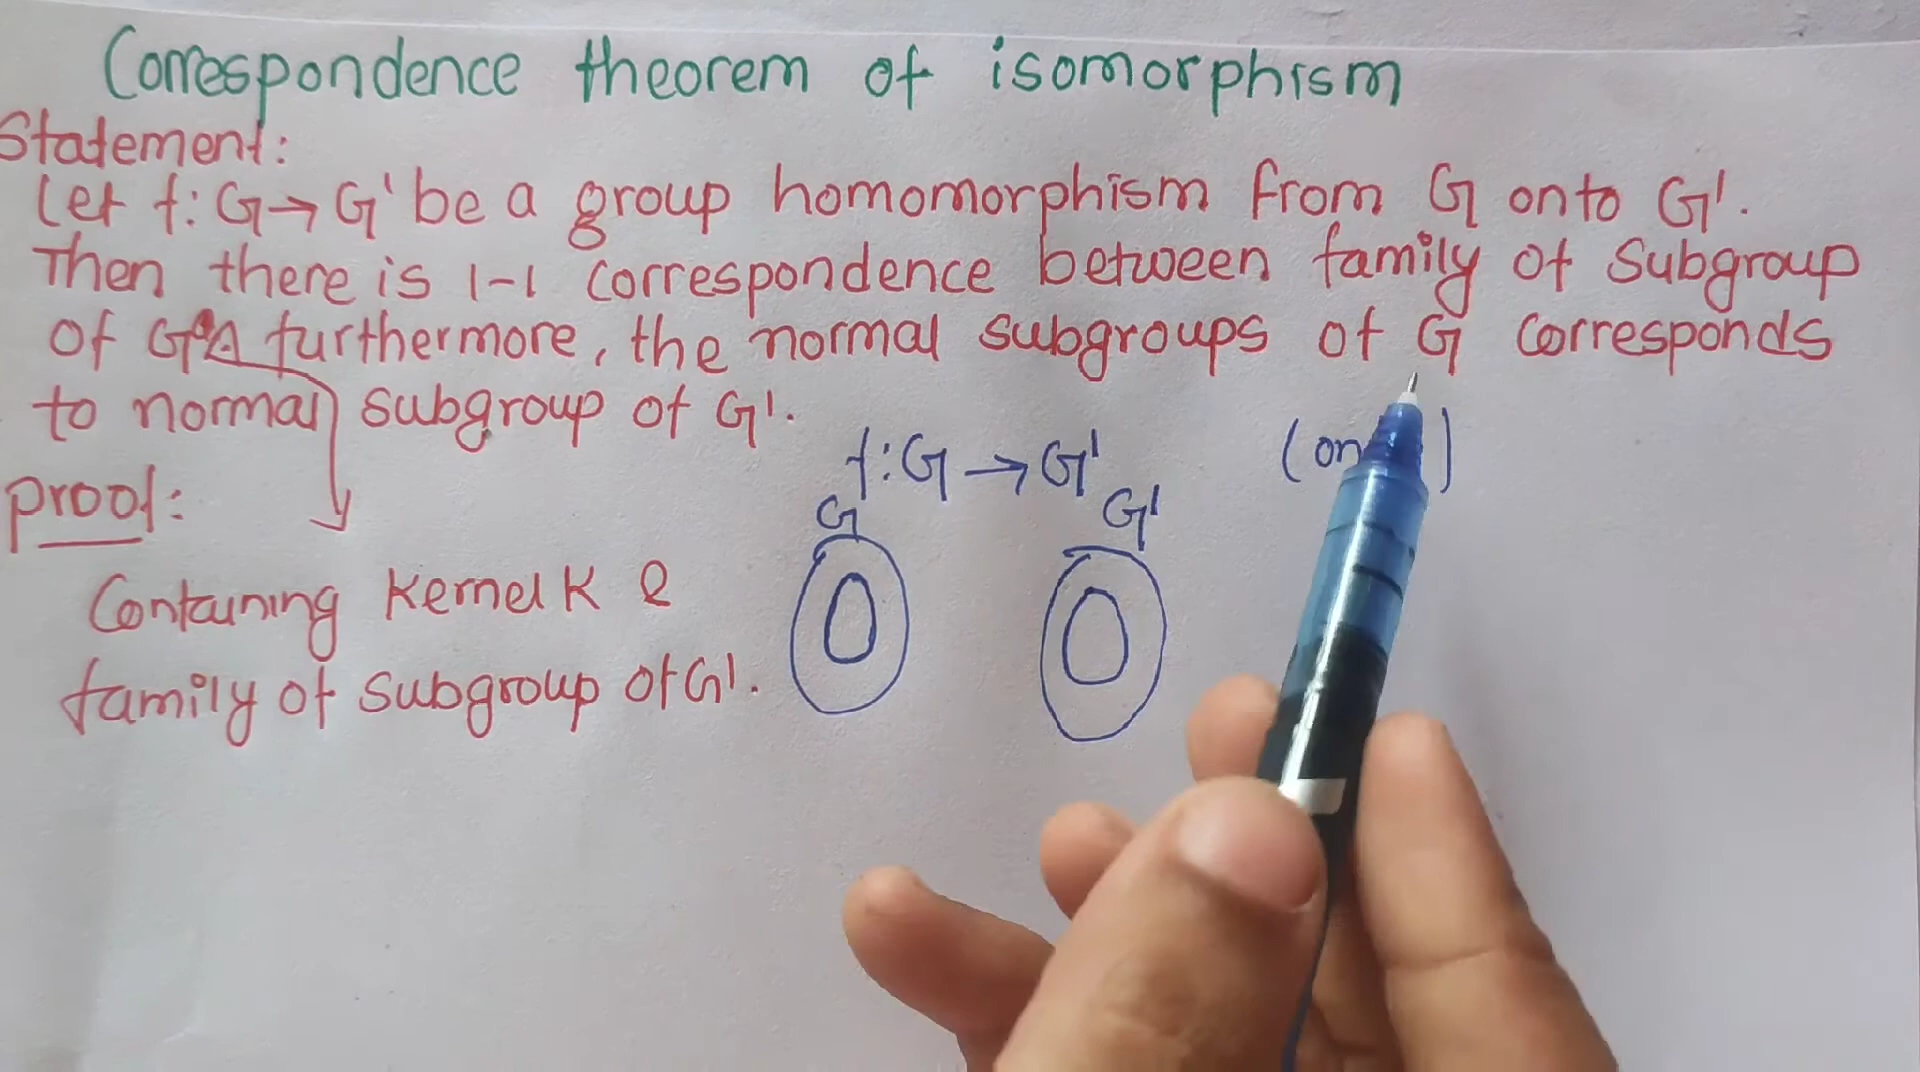 Correspondence theorem of isomorphism
Statement:
Let f: G → G' be a group homomorphism from G onto G'.
Then there is 1-1 correspondence between family of subgroup
of G furthermore, the normal subgroups of G corresponds
to normal subgroup of G'.
f: G → G' (on )
Proof:
G G'
Containing Kernel K &
family of subgroup of G'.